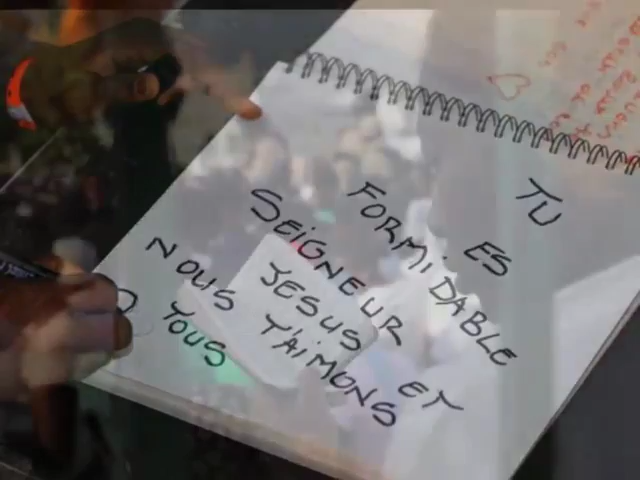 TU
ES
FORMiDABLE
SEiGNEUR
JESUS ET
NOUS T'AiMONS
TOUS